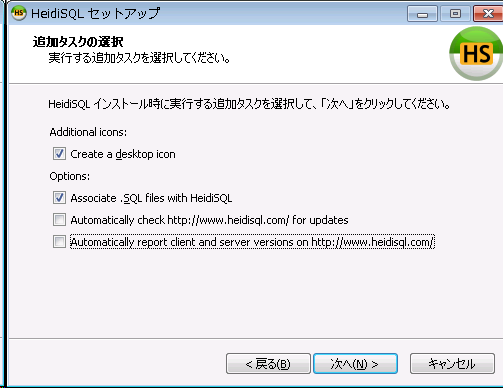 HeidiSQL セットアップ
追加タスクの選択
実行する追加タスクを選択してください。
HS
HeidiSQL インストール時に実行する追加タスクを選択して、「次へ」をクリックしてください。
Additional icons:
Create a desktop icon
Options:
Associate .SQL files with HeidiSQL
Automatically check http://www.heidisql.com/ for updates
Automatically report client and server versions on http://www.heidisql.com/
< 戻る(B)
次へ(N) >
キャンセル